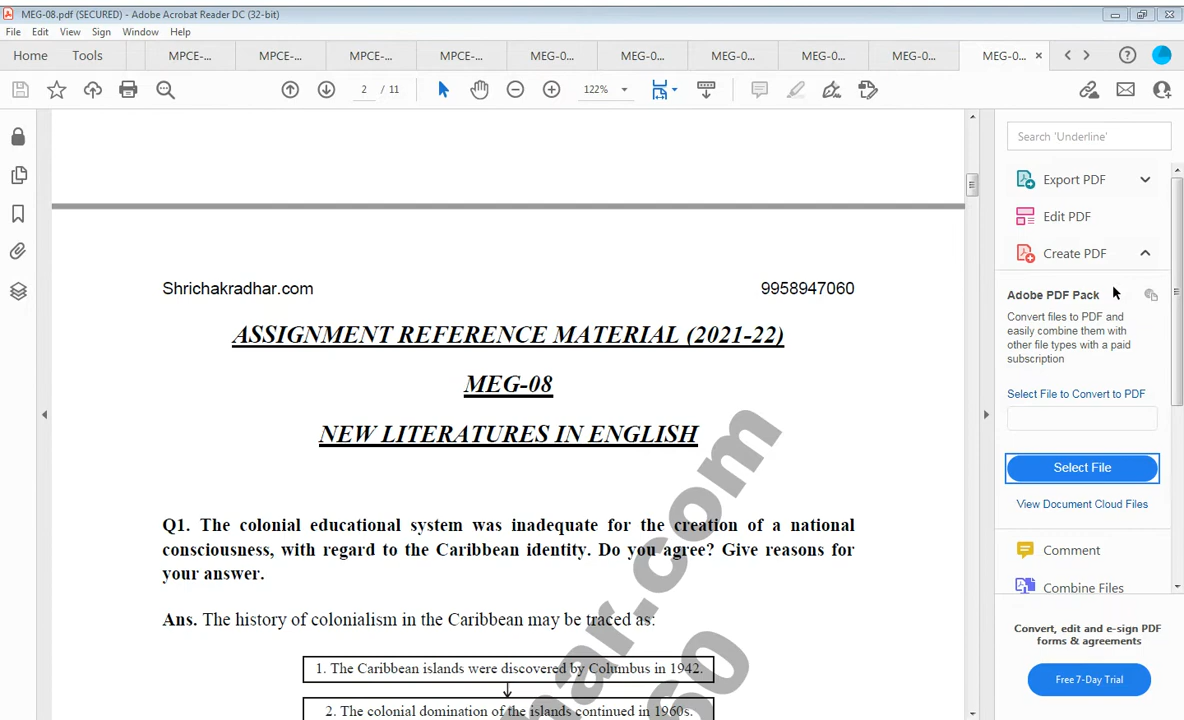 MEG-08.pdf (SECURED) - Adobe Acrobat Reader DC (32-bit)
File Edit View Sign Window Help
Home Tools MPCE-... MPCE-... MPCE-... MPCE-... MEG-0... MEG-0... MEG-0... MEG-0... MEG-0... MEG-0... ×
2 / 11 122%
Search 'Underline'
Export PDF
Edit PDF
Create PDF
Adobe PDF Pack
Convert files to PDF and
easily combine them with
other file types with a paid
subscription
Select File to Convert to PDF
Select File
View Document Cloud Files
Comment
Combine Files
Convert, edit and e-sign PDF
forms & agreements
Free 7-Day Trial
Shrichakradhar.com 9958947060
ASSIGNMENT REFERENCE MATERIAL (2021-22)
MEG-08
NEW LITERATURES IN ENGLISH
Q1. The colonial educational system was inadequate for the creation of a national
consciousness, with regard to the Caribbean identity. Do you agree? Give reasons for
your answer.
Ans. The history of colonialism in the Caribbean may be traced as:
1. The Caribbean islands were discovered by Columbus in 1942.
2. The colonial domination of the islands continued in 1960s.
har.com
60